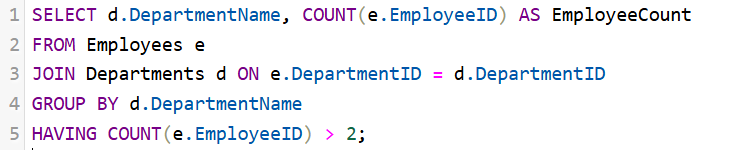 1 SELECT d.DepartmentName, COUNT(e.EmployeeID) AS EmployeeCount
2 FROM Employees e
3 JOIN Departments d ON e.DepartmentID = d.DepartmentID
4 GROUP BY d.DepartmentName
5 HAVING COUNT(e.EmployeeID) > 2;